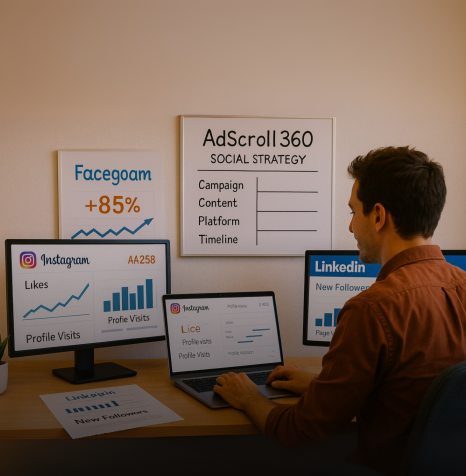 AdScroll 360
SOCIAL STRATEGY
Campaign
Content
Platform
Timeline
Facegoam
+85%
Instagram
AA258
Likes
Profie Visits
Profile Visits
Instagram
Lice
Profile visits
Profile Visits
Linkedin
New Follower
Page
New Followers